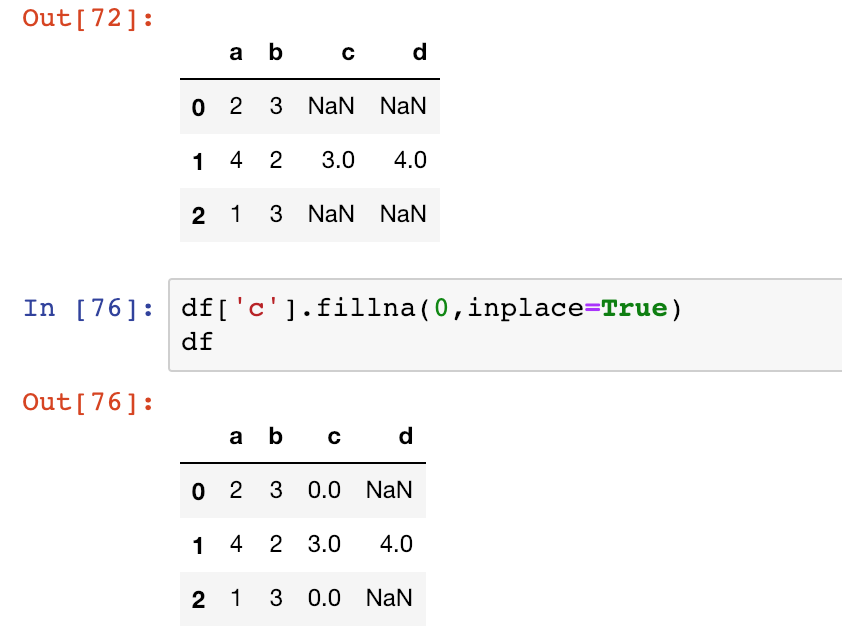 Out[72]:
a b c d
0 2 3 NaN NaN
1 4 2 3.0 4.0
2 1 3 NaN NaN
In [76]: df['c'].fillna(0,inplace=True)
df
Out[76]:
a b c d
0 2 3 0.0 NaN
1 4 2 3.0 4.0
2 1 3 0.0 NaN